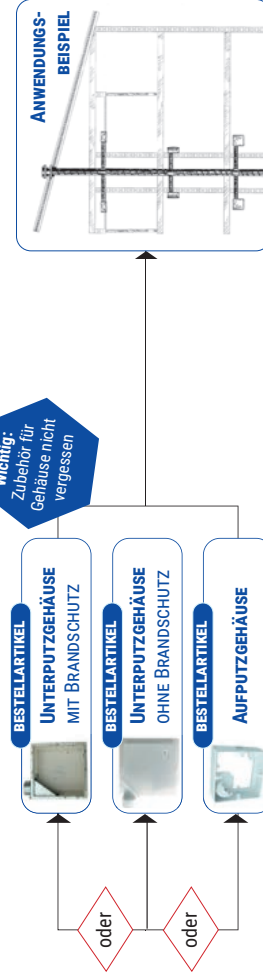 oder
oder
BESTELLARTIKEL
UNTERPUTZGEHÄUSE
MIT BRANDSCHUTZ
BESTELLARTIKEL
UNTERPUTZGEHÄUSE
OHNE BRANDSCHUTZ
BESTELLARTIKEL
AUFPUTZGEHÄUSE
Wichtig:
Zubehör für
Gehäuse nicht
vergessen
ANWENDUNGS-
BEISPIEL